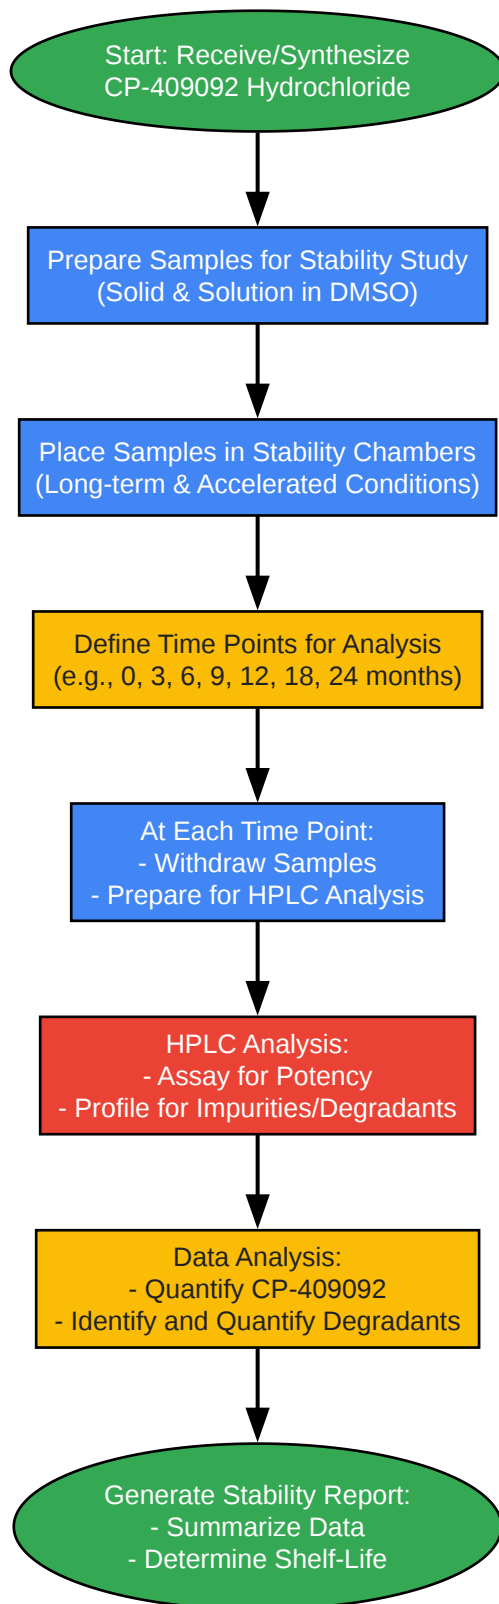 Start: Receive/Synthesize
CP-409092 Hydrochloride
Prepare Samples for Stability Study
(Solid & Solution in DMSO)
Place Samples in Stability Chambers
(Long-term & Accelerated Conditions)
Define Time Points for Analysis
(e.g., 0, 3, 6, 9, 12, 18, 24 months)
At Each Time Point:
- Withdraw Samples
- Prepare for HPLC Analysis
HPLC Analysis:
- Assay for Potency
- Profile for Impurities/Degradants
Data Analysis:
- Quantify CP-409092
- Identify and Quantify Degradants
Generate Stability Report:
- Summarize Data
- Determine Shelf-Life